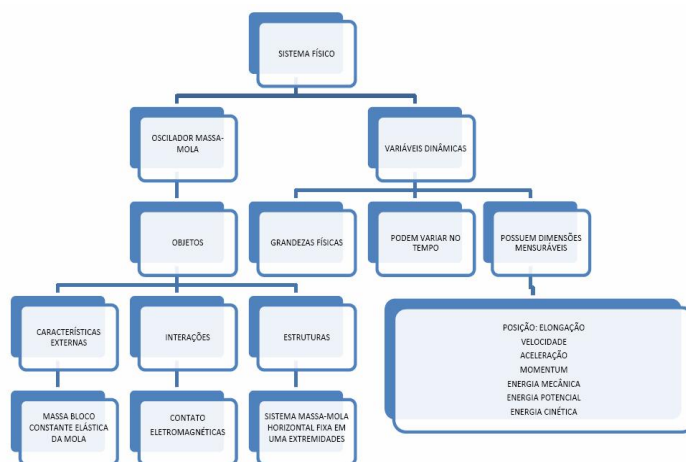 SISTEMA FÍSICO
OSCILADOR MASSA-
MOLA
VARIÁVEIS DINÂMICAS
OBJETOS
GRANDEZAS FÍSICAS
PODEM VARIAR NO
TEMPO
POSSUEM DIMENSÕES
MENSURÁVEIS
CARACTERÍSTICAS
EXTERNAS
INTERAÇÕES
ESTRUTURAS
POSIÇÃO: ELONGAÇÃO
VELOCIDADE
ACELERAÇÃO
MOMENTUM
ENERGIA MECÂNICA
ENERGIA POTENCIAL
ENERGIA CINÉTICA
MASSA BLOCO
CONSTANTE ELÁSTICA
DA MOLA
CONTATO
ELETROMAGNÉTICAS
SISTEMA MASSA-MOLA
HORIZONTAL FIXA EM
UMA EXTREMIDADES